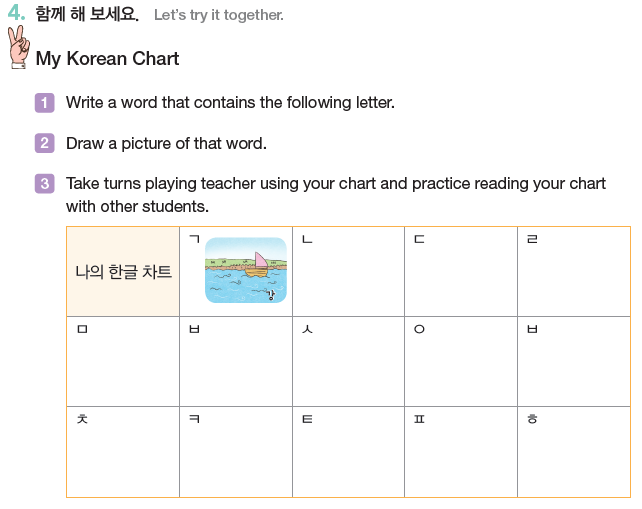 4. 함께 해 보세요. Let's try it together.
My Korean Chart
1 Write a word that contains the following letter.
2 Draw a picture of that word.
3 Take turns playing teacher using your chart and practice reading your chart
with other students.
나의 한글 차트 ㄱ ㄴ ㄷ ㄹ
강
ㅁ ㅂ ㅅ ㅇ ㅂ
ㅊ ㅋ ㅌ ㅍ ㅎ